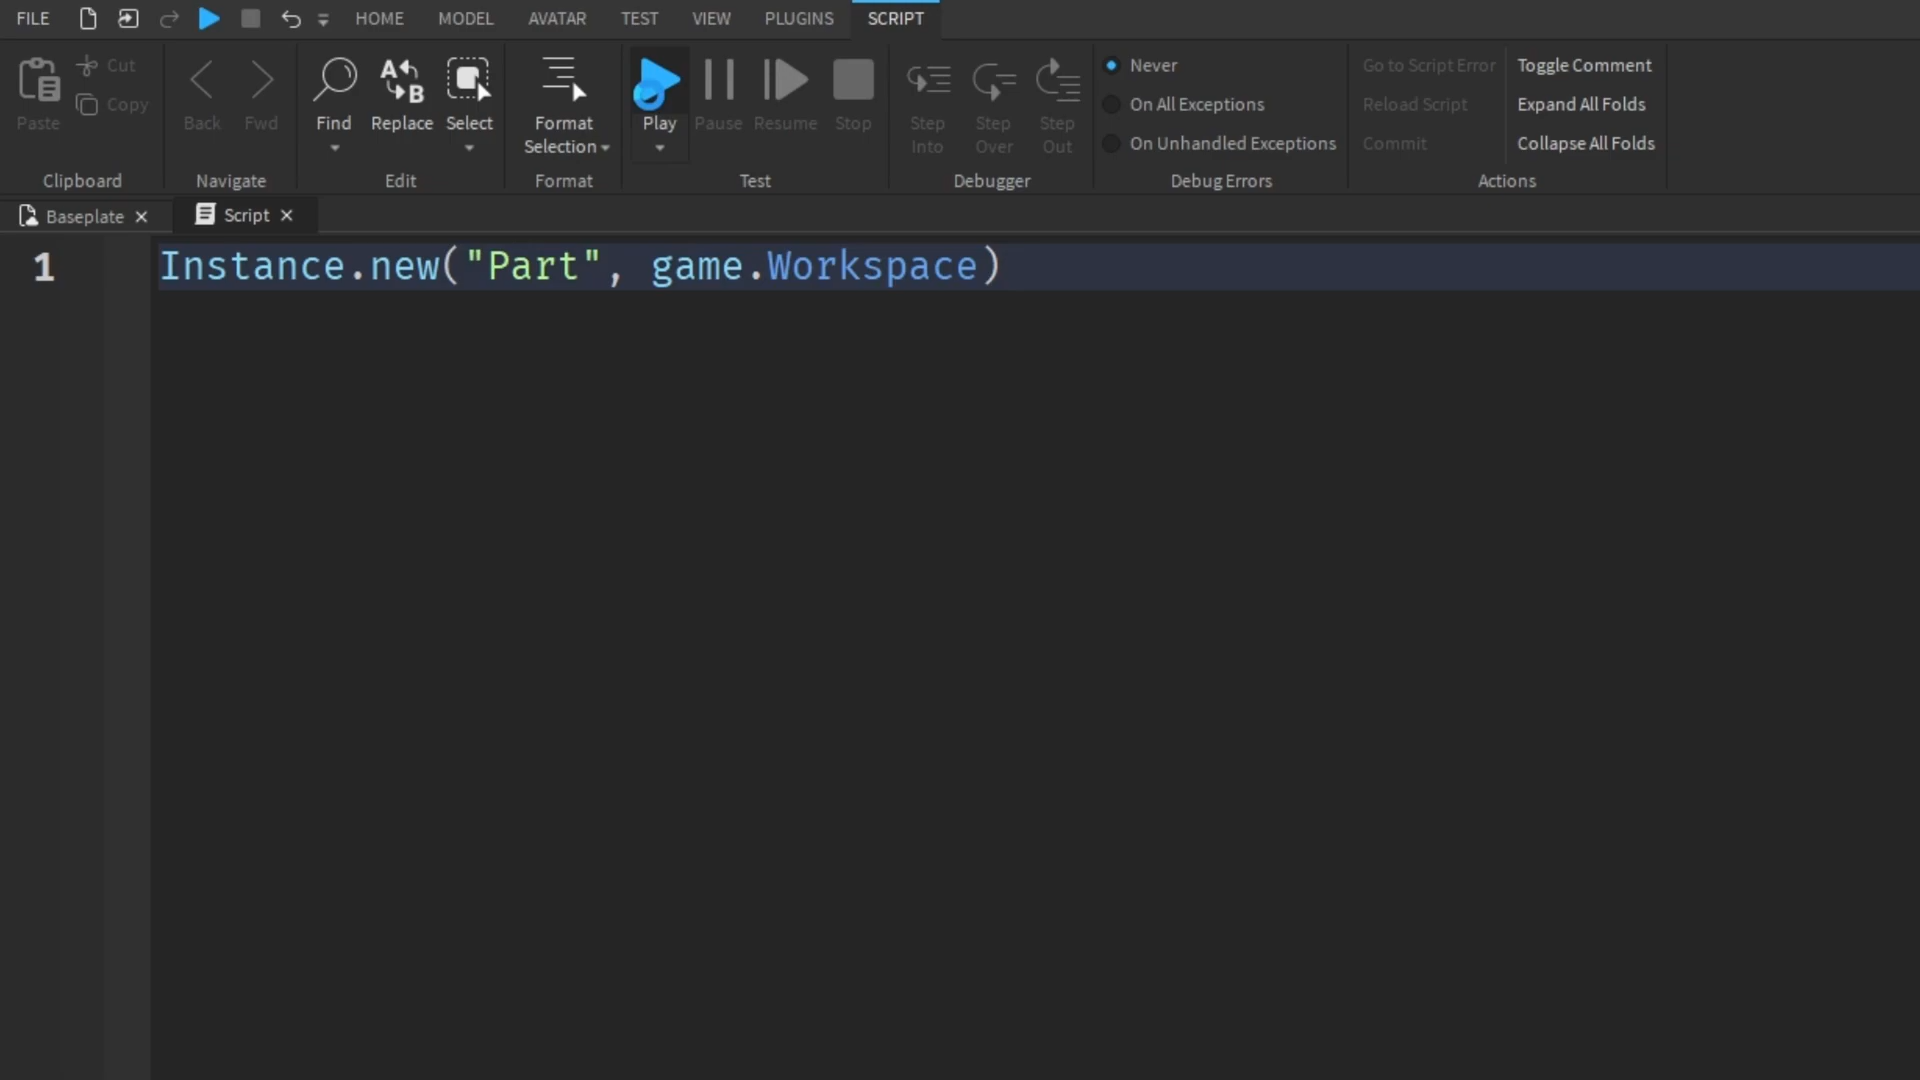 FILE HOME MODEL AVATAR TEST VIEW PLUGINS SCRIPT
Paste Cut Copy
Clipboard
Back Fwd
Navigate
Find Replace Select
Edit
Format Selection
Format
Play Pause Resume Stop
Test
Step Into Step Over Step Out
Debugger
Never
On All Exceptions
On Unhandled Exceptions
Debug Errors
Go to Script Error Toggle Comment
Reload Script Expand All Folds
Commit Collapse All Folds
Actions
Baseplate Script
1 Instance.new("Part", game.Workspace)